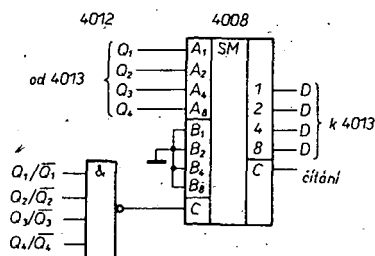 4012 4008
Q₁ A₁ SM
Q₂ A₂ 1 D
od 4013 Q₃ A₄ 2 D k 4013
Q₄ A₈ 4 D
B₁ 8 D
B₂ C čítání
B₄
B₈
C
Q₁/Q̅₁ &
Q₂/Q̅₂
Q₃/Q̅₃
Q₄/Q̅₄